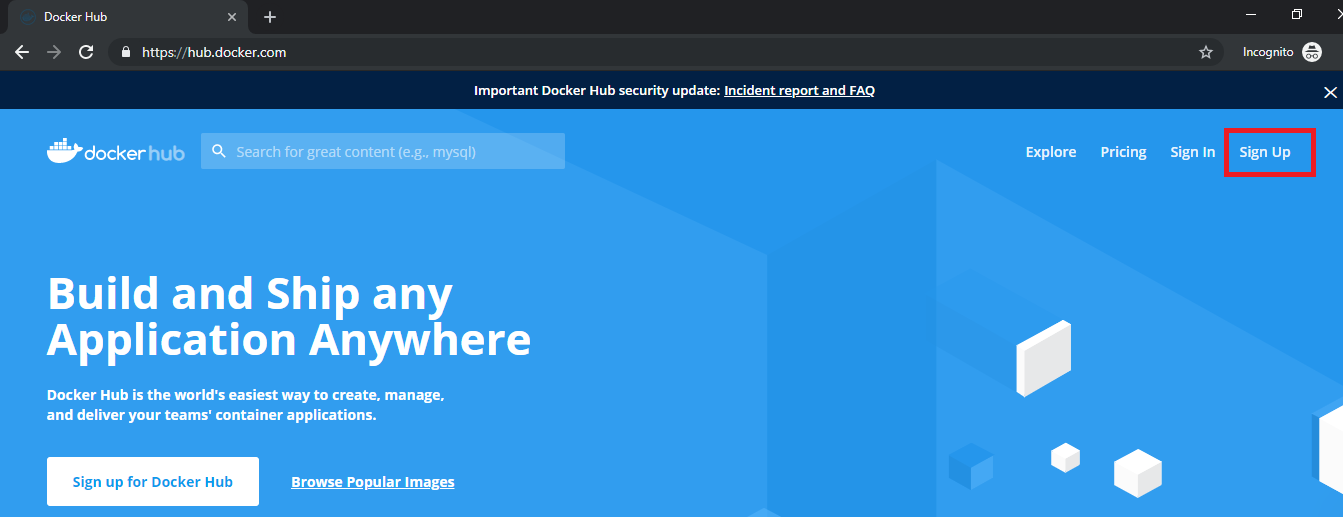 Docker Hub
https://hub.docker.com
Incognito
Important Docker Hub security update: Incident report and FAQ
docker hub
Search for great content (e.g., mysql)
Explore
Pricing
Sign In
Sign Up
Build and Ship any
Application Anywhere
Docker Hub is the world's easiest way to create, manage,
and deliver your teams' container applications.
Sign up for Docker Hub
Browse Popular Images